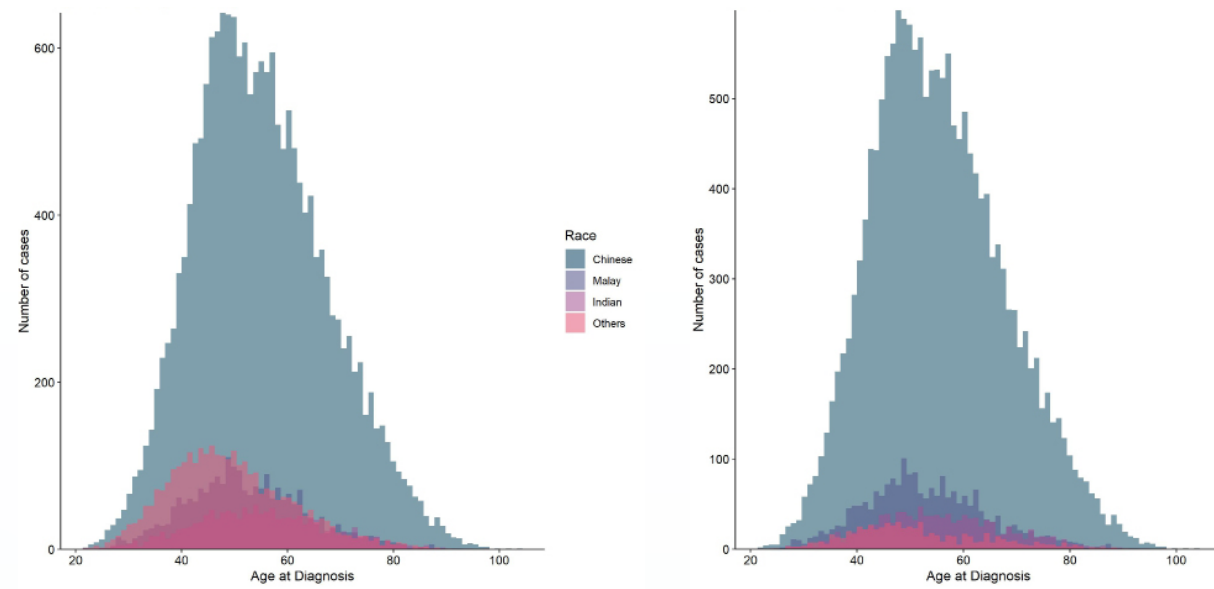 600
400
200
0
20 40 60 80 100
Number of cases
Age at Diagnosis
Race
Chinese
Malay
Indian
Others
500
400
300
200
100
0
20 40 60 80 100
Number of cases
Age at Diagnosis